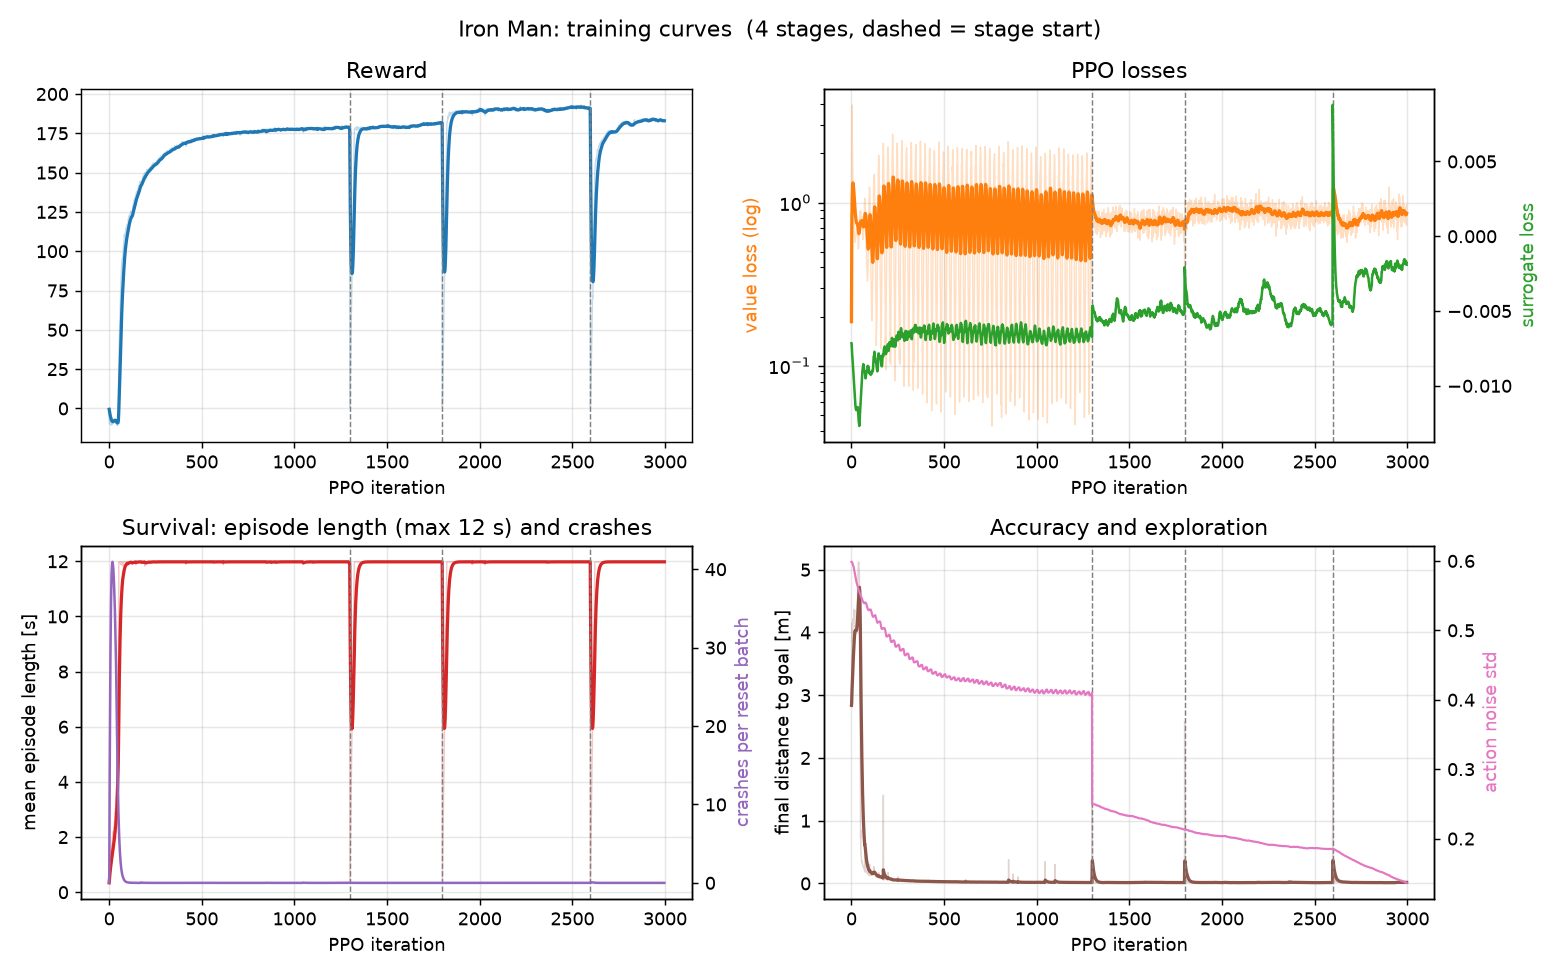 Iron Man: training curves  (4 stages, dashed = stage start)
Reward
200
175
150
125
100
75
50
25
0
0 500 1000 1500 2000 2500 3000
PPO iteration
PPO losses
value loss (log)
10⁰
10⁻¹
0.005
0.000
−0.005
−0.010
surrogate loss
0 500 1000 1500 2000 2500 3000
PPO iteration
Survival: episode length (max 12 s) and crashes
mean episode length [s]
12
10
8
6
4
2
0
40
30
20
10
0
crashes per reset batch
0 500 1000 1500 2000 2500 3000
PPO iteration
Accuracy and exploration
final distance to goal [m]
5
4
3
2
1
0
0.6
0.5
0.4
0.3
0.2
action noise std
0 500 1000 1500 2000 2500 3000
PPO iteration